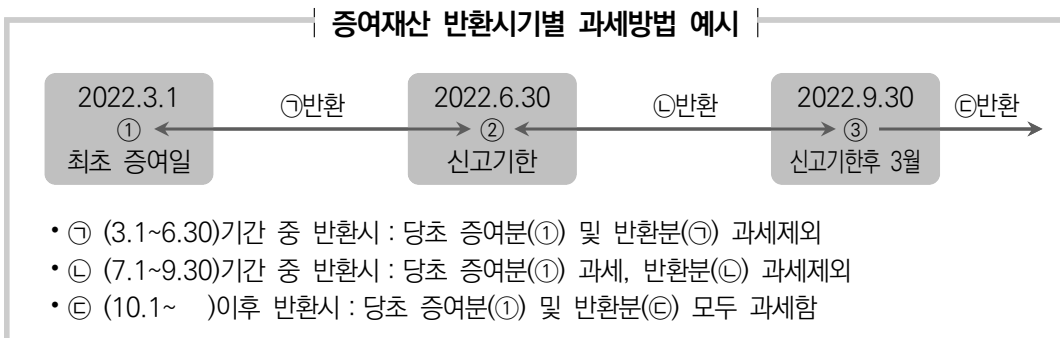 증여재산 반환시기별 과세방법 예시
2022.3.1 ㉠반환 2022.6.30 ㉡반환 2022.9.30 ㉢반환
① ② ③
최초 증여일 신고기한 신고기한후 3월
• ㉠ (3.1~6.30)기간 중 반환시 : 당초 증여분(①) 및 반환분(㉠) 과세제외
• ㉡ (7.1~9.30)기간 중 반환시 : 당초 증여분(①) 과세, 반환분(㉡) 과세제외
• ㉢ (10.1~ )이후 반환시 : 당초 증여분(①) 및 반환분(㉢) 모두 과세함